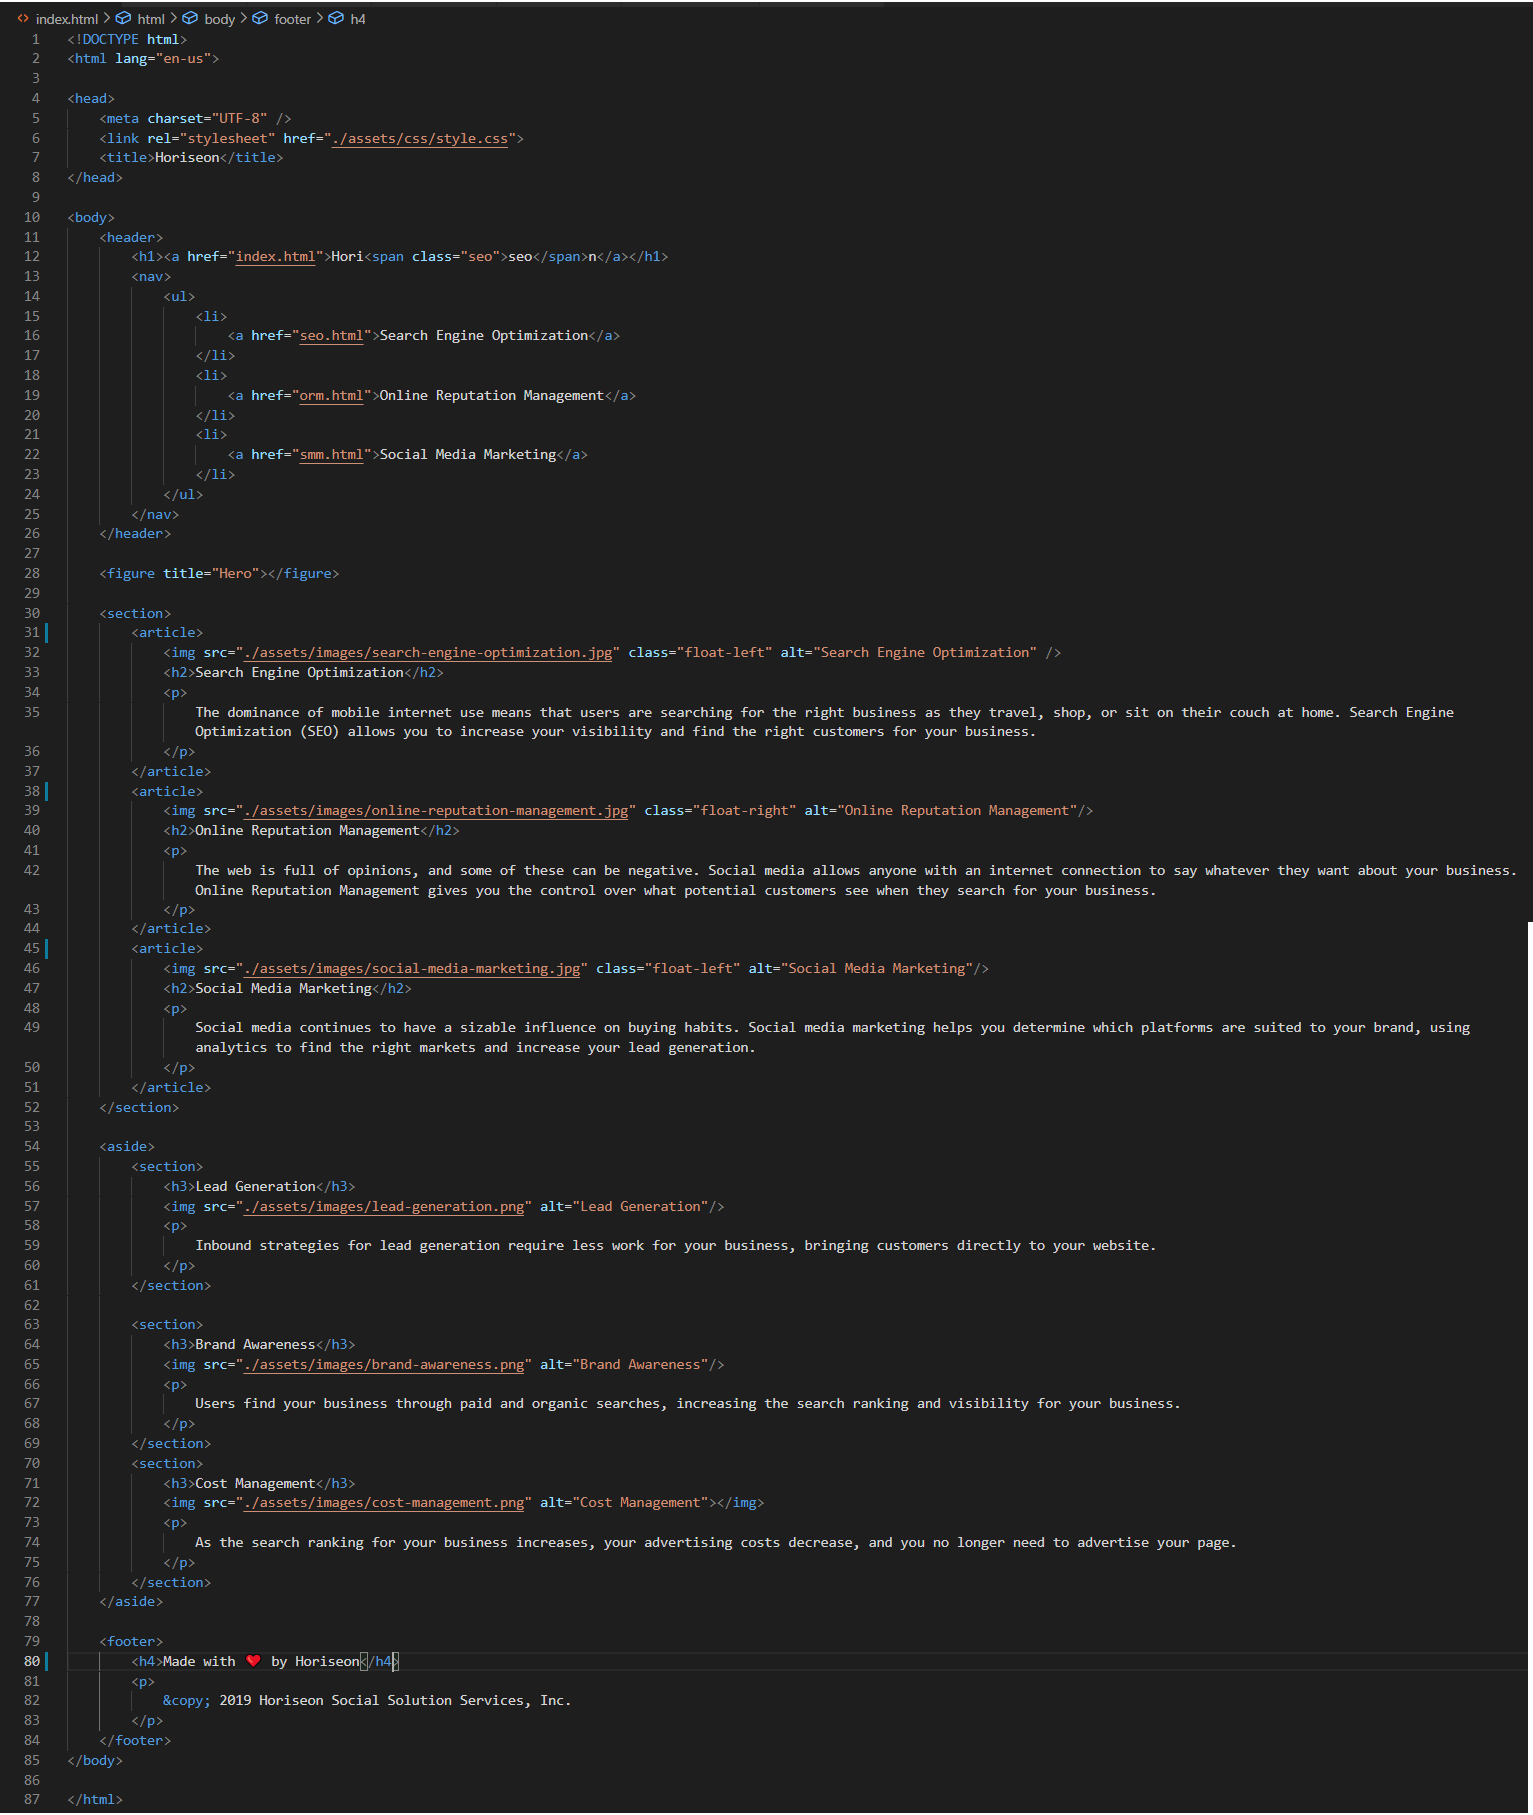 index.html > html > body > footer > h4
1 <!DOCTYPE html>
2 <html lang="en-us">
3
4 <head>
5     <meta charset="UTF-8" />
6     <link rel="stylesheet" href="./assets/css/style.css">
7     <title>Horiseon</title>
8 </head>
9
10 <body>
11     <header>
12         <h1><a href="index.html">Hori<span class="seo">seo</span>n</a></h1>
13         <nav>
14             <ul>
15                 <li>
16                     <a href="seo.html">Search Engine Optimization</a>
17                 </li>
18                 <li>
19                     <a href="orm.html">Online Reputation Management</a>
20                 </li>
21                 <li>
22                     <a href="smm.html">Social Media Marketing</a>
23                 </li>
24             </ul>
25         </nav>
26     </header>
27
28     <figure title="Hero"></figure>
29
30     <section>
31         <article>
32             <img src="./assets/images/search-engine-optimization.jpg" class="float-left" alt="Search Engine Optimization" />
33             <h2>Search Engine Optimization</h2>
34             <p>
35                 The dominance of mobile internet use means that users are searching for the right business as they travel, shop, or sit on their couch at home. Search Engine
                Optimization (SEO) allows you to increase your visibility and find the right customers for your business.
36             </p>
37         </article>
38         <article>
39             <img src="./assets/images/online-reputation-management.jpg" class="float-right" alt="Online Reputation Management"/>
40             <h2>Online Reputation Management</h2>
41             <p>
42                 The web is full of opinions, and some of these can be negative. Social media allows anyone with an internet connection to say whatever they want about your business.
                Online Reputation Management gives you the control over what potential customers see when they search for your business.
43             </p>
44         </article>
45         <article>
46             <img src="./assets/images/social-media-marketing.jpg" class="float-left" alt="Social Media Marketing"/>
47             <h2>Social Media Marketing</h2>
48             <p>
49                 Social media continues to have a sizable influence on buying habits. Social media marketing helps you determine which platforms are suited to your brand, using
                analytics to find the right markets and increase your lead generation.
50             </p>
51         </article>
52     </section>
53
54     <aside>
55         <section>
56             <h3>Lead Generation</h3>
57             <img src="./assets/images/lead-generation.png" alt="Lead Generation"/>
58             <p>
59                 Inbound strategies for lead generation require less work for your business, bringing customers directly to your website.
60             </p>
61         </section>
62
63         <section>
64             <h3>Brand Awareness</h3>
65             <img src="./assets/images/brand-awareness.png" alt="Brand Awareness"/>
66             <p>
67                 Users find your business through paid and organic searches, increasing the search ranking and visibility for your business.
68             </p>
69         </section>
70         <section>
71             <h3>Cost Management</h3>
72             <img src="./assets/images/cost-management.png" alt="Cost Management"></img>
73             <p>
74                 As the search ranking for your business increases, your advertising costs decrease, and you no longer need to advertise your page.
75             </p>
76         </section>
77     </aside>
78
79     <footer>
80         <h4>Made with ❤️ by Horiseon</h4>
81         <p>
82             &copy; 2019 Horiseon Social Solution Services, Inc.
83         </p>
84     </footer>
85 </body>
86
87 </html>